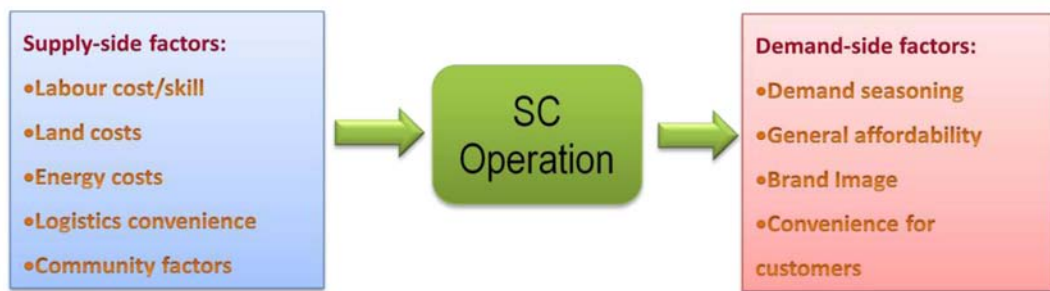 Supply-side factors:
•Labour cost/skill
•Land costs
•Energy costs
•Logistics convenience
•Community factors
SC
Operation
Demand-side factors:
•Demand seasoning
•General affordability
•Brand Image
•Convenience for
customers